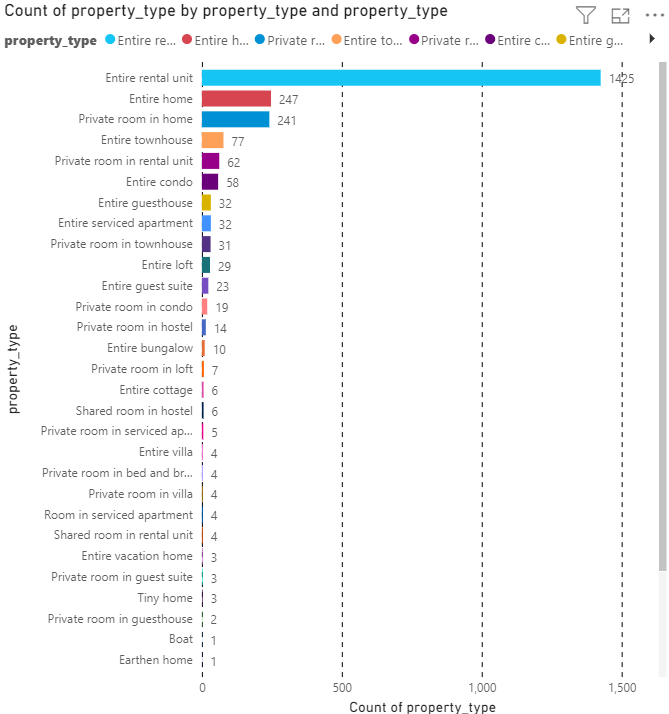 Count of property_type by property_type and property_type
property_type Entire re... Entire h... Private r... Entire to... Private r... Entire c... Entire g...
Entire rental unit 1425
Entire home 247
Private room in home 241
Entire townhouse 77
Private room in rental unit 62
Entire condo 58
Entire guesthouse 32
Entire serviced apartment 32
Private room in townhouse 31
Entire loft 29
Entire guest suite 23
Private room in condo 19
Private room in hostel 14
Entire bungalow 10
Private room in loft 7
Entire cottage 6
Shared room in hostel 6
Private room in serviced ap... 5
Entire villa 4
Private room in bed and br... 4
Private room in villa 4
Room in serviced apartment 4
Shared room in rental unit 4
Entire vacation home 3
Private room in guest suite 3
Tiny home 3
Private room in guesthouse 2
Boat 1
Earthen home 1
property_type
0 500 1,000 1,500
Count of property_type